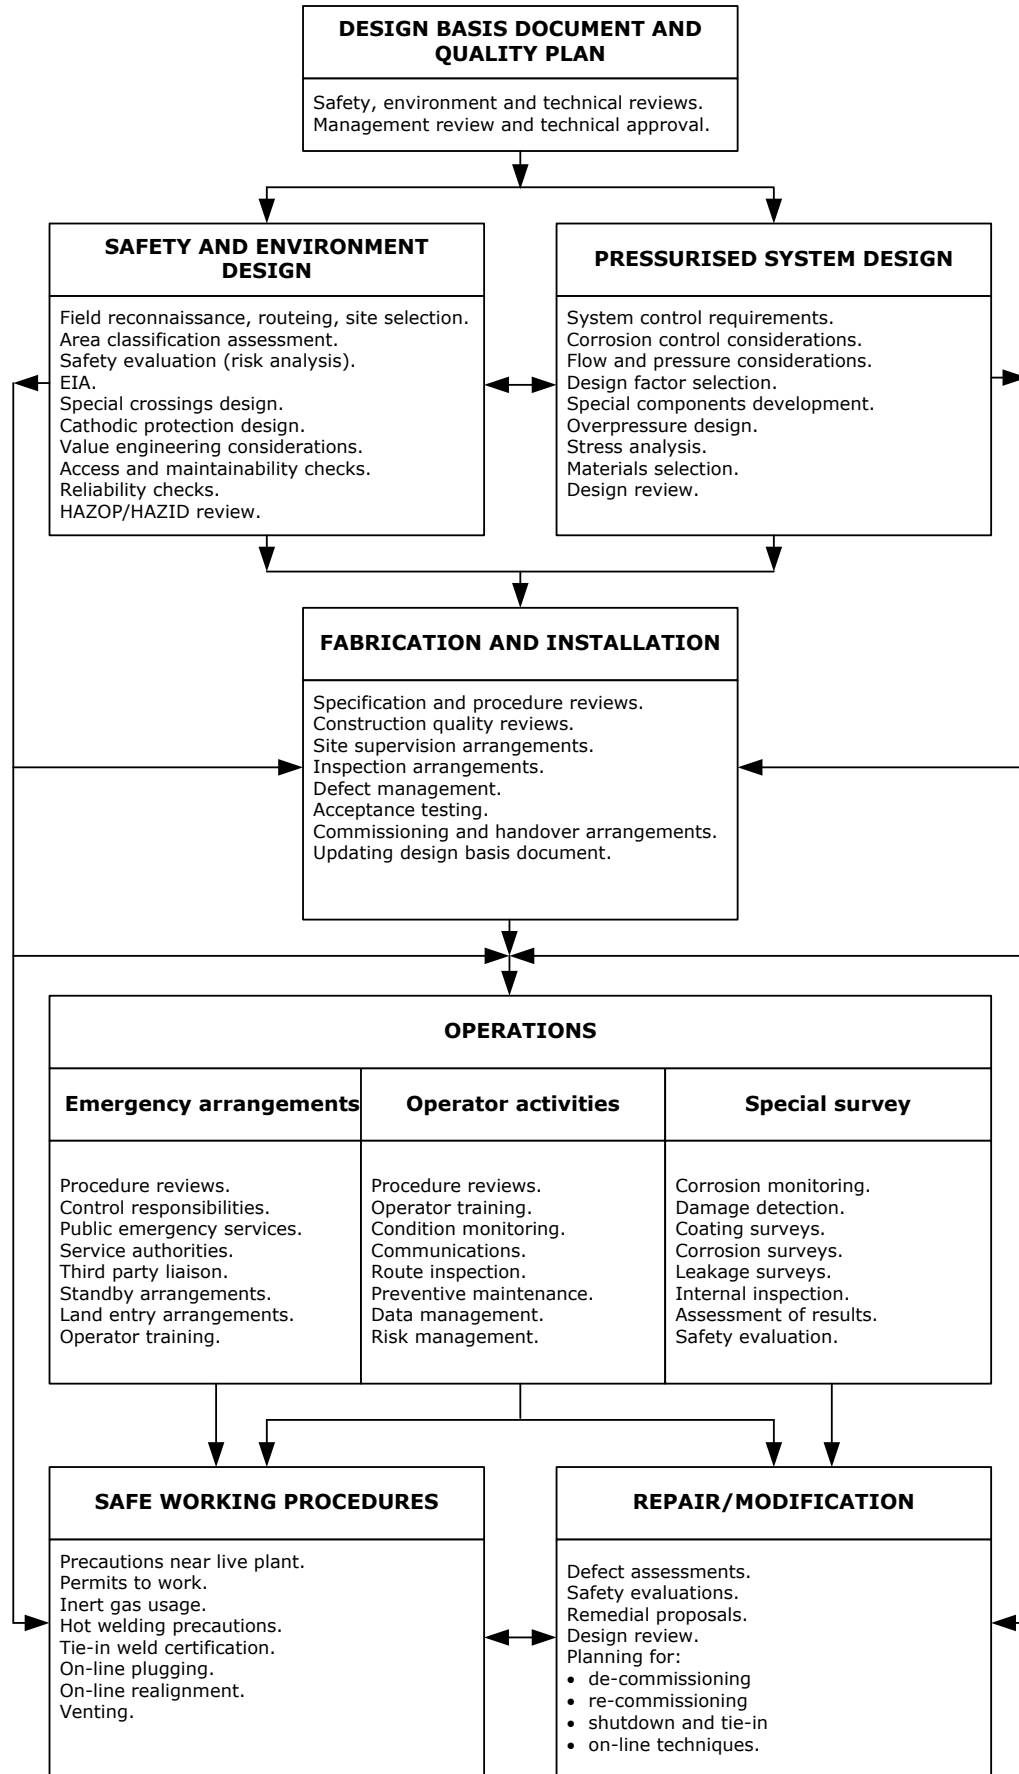 DESIGN BASIS DOCUMENT AND
QUALITY PLAN
Safety, environment and technical reviews.
Management review and technical approval.
SAFETY AND ENVIRONMENT
DESIGN
Field reconnaissance, routeing, site selection.
Area classification assessment.
Safety evaluation (risk analysis).
EIA.
Special crossings design.
Cathodic protection design.
Value engineering considerations.
Access and maintainability checks.
Reliability checks.
HAZOP/HAZID review.
PRESSURISED SYSTEM DESIGN
System control requirements.
Corrosion control considerations.
Flow and pressure considerations.
Design factor selection.
Special components development.
Overpressure design.
Stress analysis.
Materials selection.
Design review.
FABRICATION AND INSTALLATION
Specification and procedure reviews.
Construction quality reviews.
Site supervision arrangements.
Inspection arrangements.
Defect management.
Acceptance testing.
Commissioning and handover arrangements.
Updating design basis document.
OPERATIONS
Emergency arrangements
Procedure reviews.
Control responsibilities.
Public emergency services.
Service authorities.
Third party liaison.
Standby arrangements.
Land entry arrangements.
Operator training.
Operator activities
Procedure reviews.
Operator training.
Condition monitoring.
Communications.
Route inspection.
Preventive maintenance.
Data management.
Risk management.
Special survey
Corrosion monitoring.
Damage detection.
Coating surveys.
Corrosion surveys.
Leakage surveys.
Internal inspection.
Assessment of results.
Safety evaluation.
SAFE WORKING PROCEDURES
Precautions near live plant.
Permits to work.
Inert gas usage.
Hot welding precautions.
Tie-in weld certification.
On-line plugging.
On-line realignment.
Venting.
REPAIR/MODIFICATION
Defect assessments.
Safety evaluations.
Remedial proposals.
Design review.
Planning for:
• de-commissioning
• re-commissioning
• shutdown and tie-in
• on-line techniques.